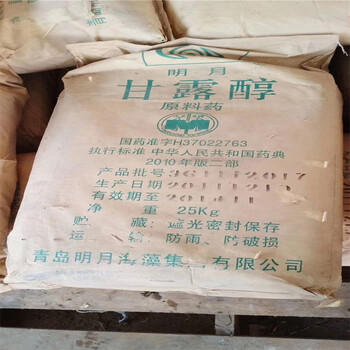 明月
甘露醇
原料药
国药准字H37022763
执行标准 中华人民共和国药典
2010年版二部
产品批号
生产日期
有效期至
净 重 25Kg
贮 藏:遮光密封保存
运 输:防雨、防破损
青岛明月海藻集团有限公司